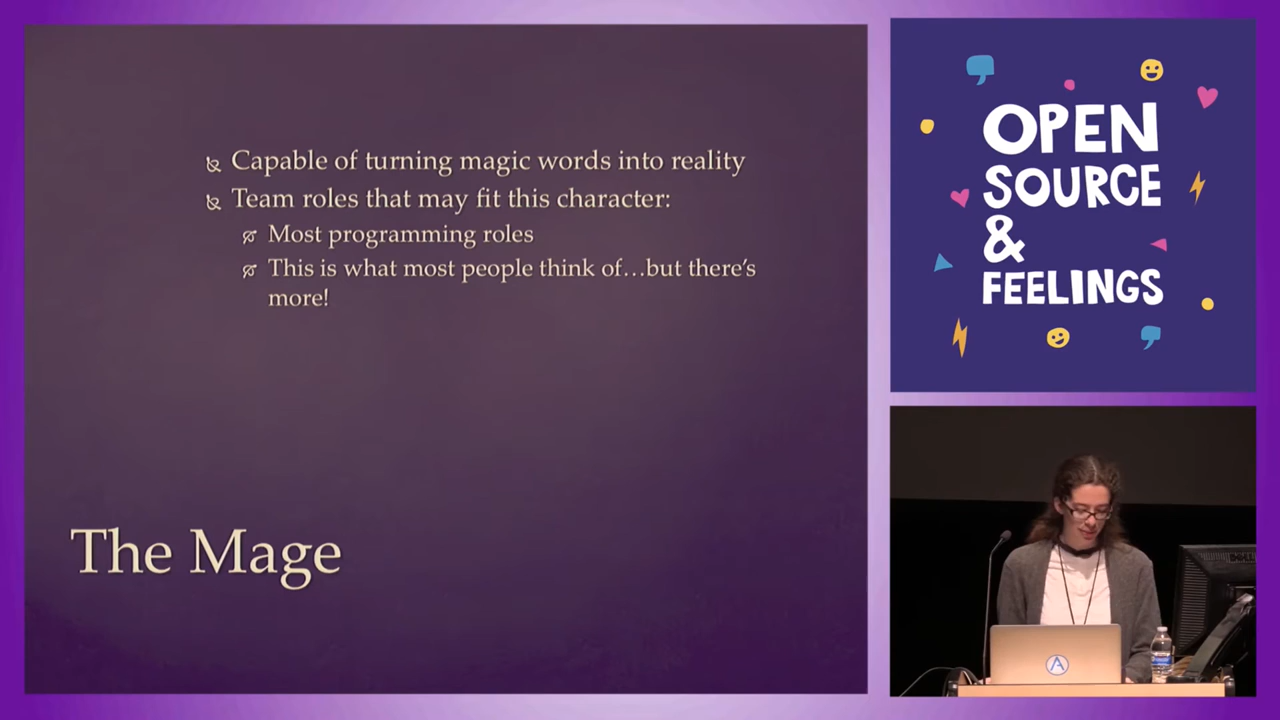 Capable of turning magic words into reality
Team roles that may fit this character:
Most programming roles
This is what most people think of…but there's
more!
The Mage
OPEN
SOURCE
&
FEELINGS
DELL